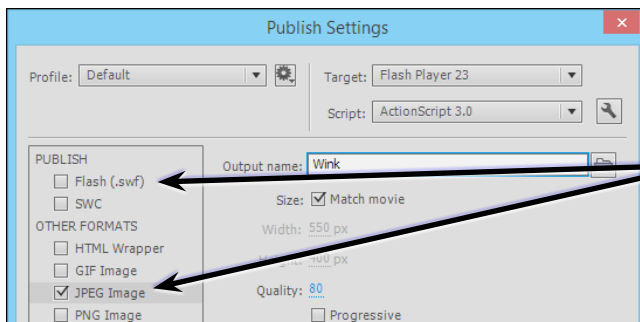 Publish Settings
Profile: Default
Target: Flash Player 23
Script: ActionScript 3.0
PUBLISH
Flash (.swf)
SWC
OTHER FORMATS
HTML Wrapper
GIF Image
JPEG Image
PNG Image
Output name: Wink
Size: Match movie
Width: 550 px
Height: 400 px
Quality: 80
Progressive